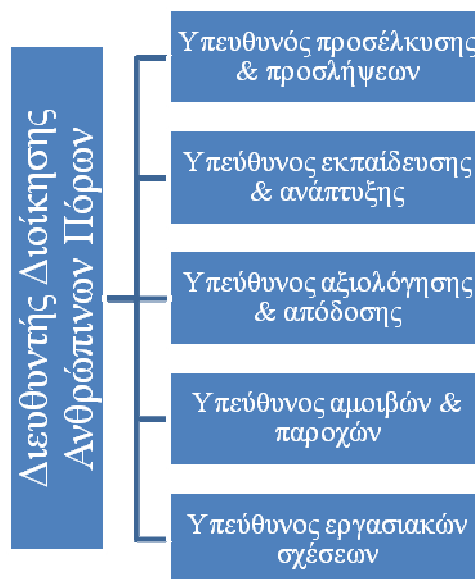 Διευθυντής Διοίκησης
Ανθρώπινων Πόρων
Υπευθυνός προσέλκυσης
& προσλήψεων
Υπεύθυνος εκπαίδευσης
& ανάπτυξης
Υπεύθυνος αξιολόγησης
& απόδοσης
Υπεύθυνος αμοιβών &
παροχών
Υπεύθυνος εργασιακών
σχέσεων